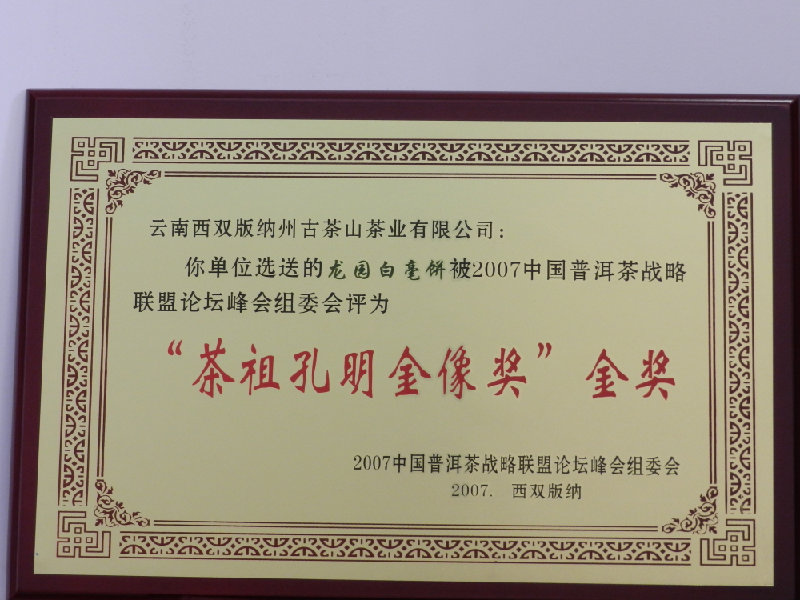 云南西双版纳州古茶山茶业有限公司:
你单位选送的龙园白毫饼被2007中国普洱茶战略
联盟论坛峰会组委会评为
“茶祖孔明金像奖”金奖
2007中国普洱茶战略联盟论坛峰会组委会
2007. 西双版纳